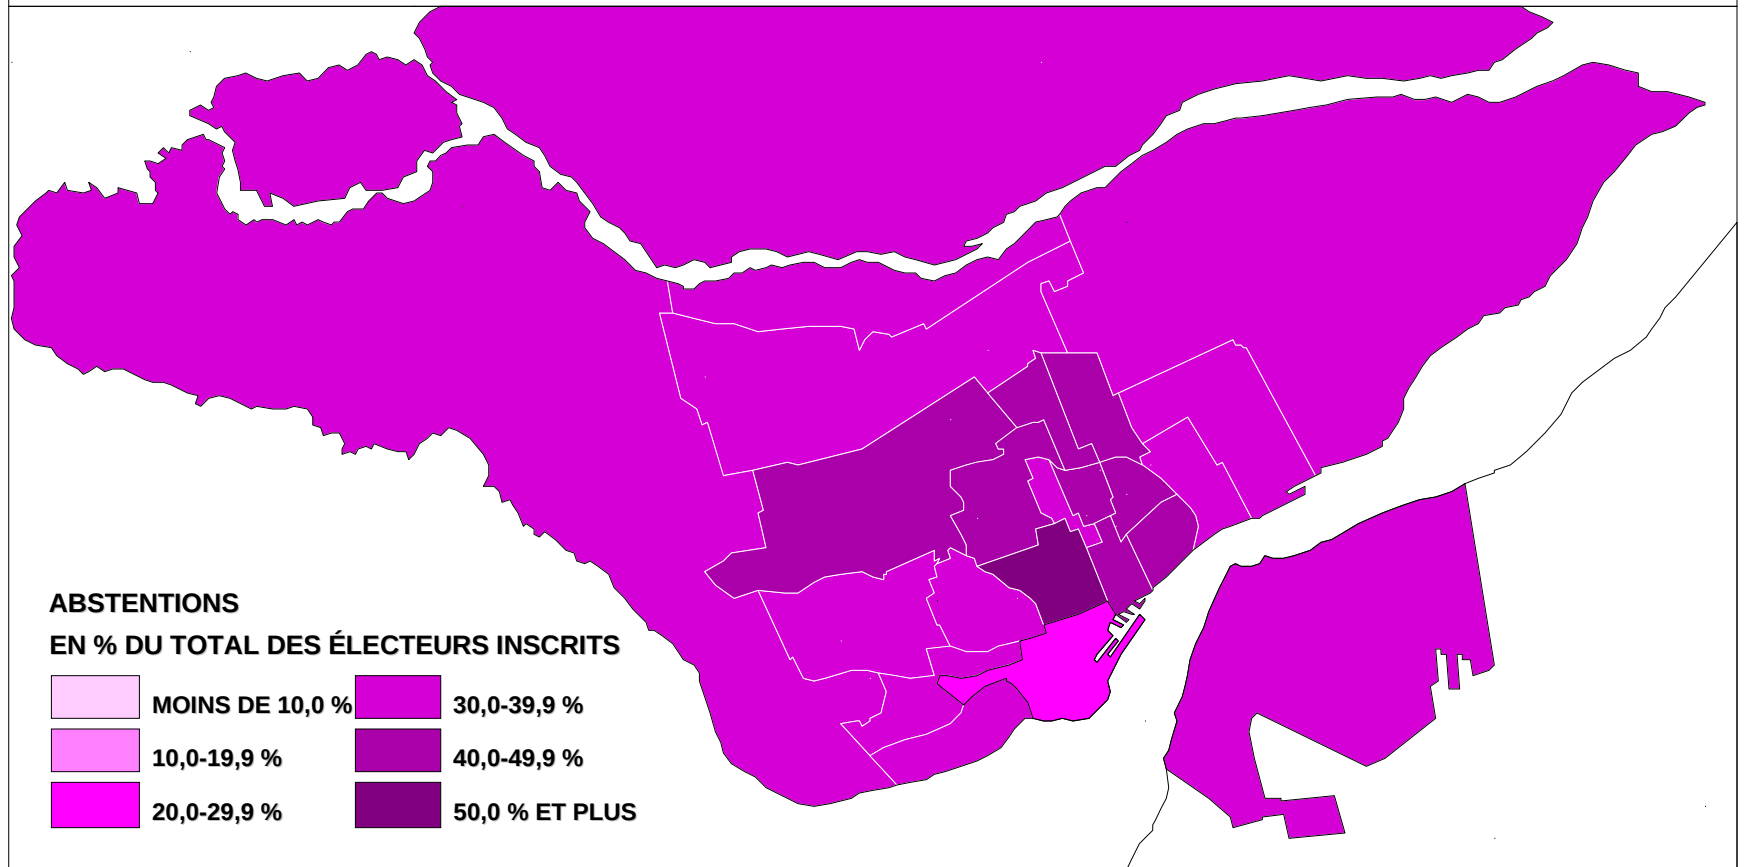 ABSTENTIONS
EN % DU TOTAL DES ÉLECTEURS INSCRITS
MOINS DE 10,0 %
10,0-19,9 %
20,0-29,9 %
30,0-39,9 %
40,0-49,9 %
50,0 % ET PLUS